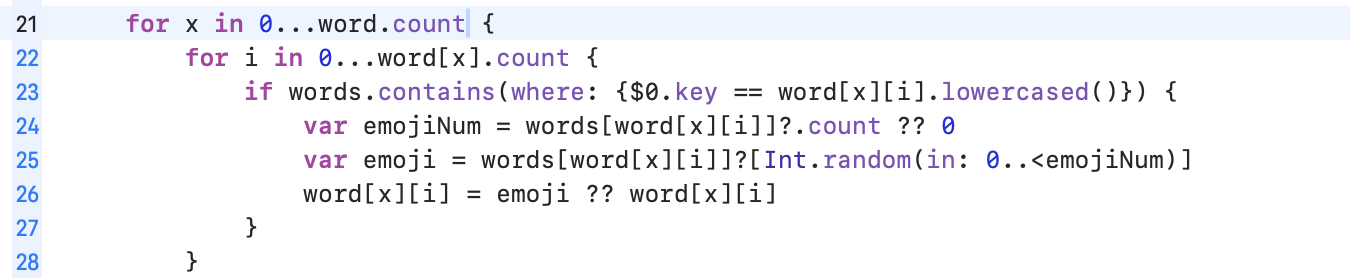 21 for x in 0...word.count {
22 for i in 0...word[x].count {
23 if words.contains(where: {$0.key == word[x][i].lowercased()}) {
24 var emojiNum = words[word[x][i]]?.count ?? 0
25 var emoji = words[word[x][i]]?[Int.random(in: 0..<emojiNum)]
26 word[x][i] = emoji ?? word[x][i]
27 }
28 }